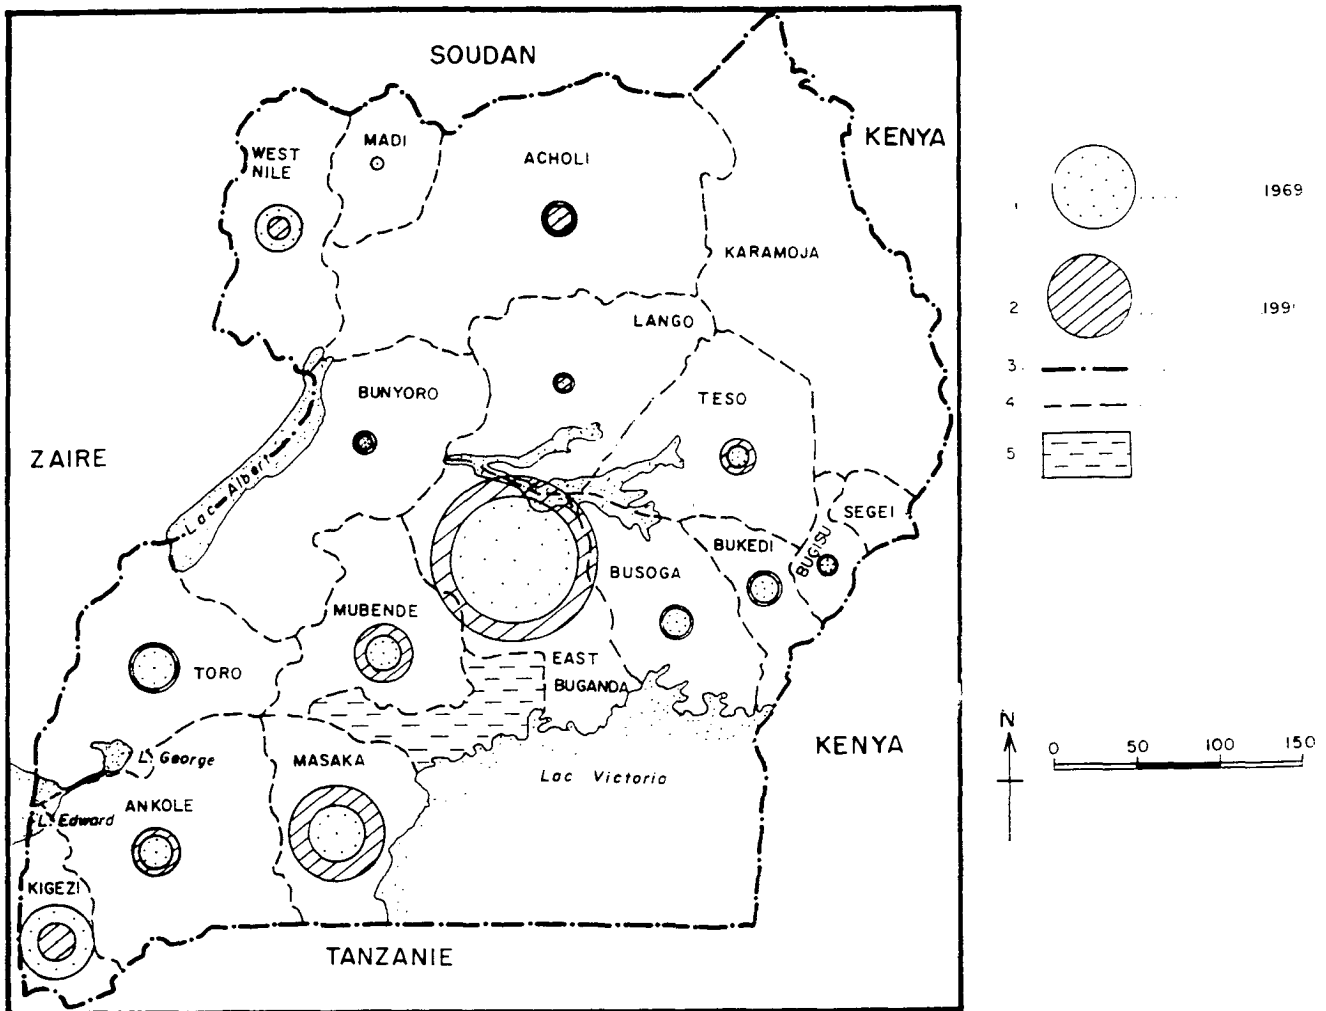 SOUDAN
KENYA
MADI
WEST
NILE
ACHOLI
KARAMOJA
LANGO
BUNYORO
TESO
ZAIRE
Lac Albert
SEGEI
BUKEDI
BUGISU
BUSOGA
MUBENDE
EAST
BUGANDA
TORO
L. George
MASAKA
KENYA
Lac Victoria
ANKOLE
L. Edward
KIGEZI
TANZANIE
1 1969
2 199
3
4
5
N
0 50 100 150